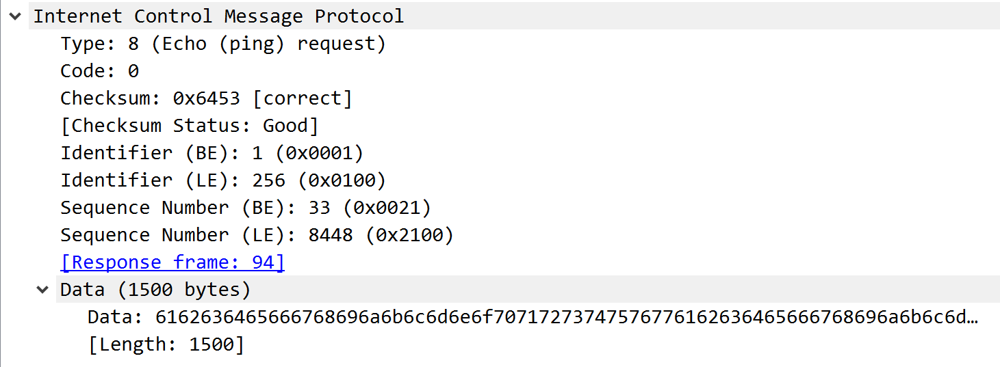 Internet Control Message Protocol
Type: 8 (Echo (ping) request)
Code: 0
Checksum: 0x6453 [correct]
[Checksum Status: Good]
Identifier (BE): 1 (0x0001)
Identifier (LE): 256 (0x0100)
Sequence Number (BE): 33 (0x0021)
Sequence Number (LE): 8448 (0x2100)
[Response frame: 94]
Data (1500 bytes)
Data: 6162636465666768696a6b6c6d6e6f7071727374757677616263646566676869​6a6b6c6d…
[Length: 1500]